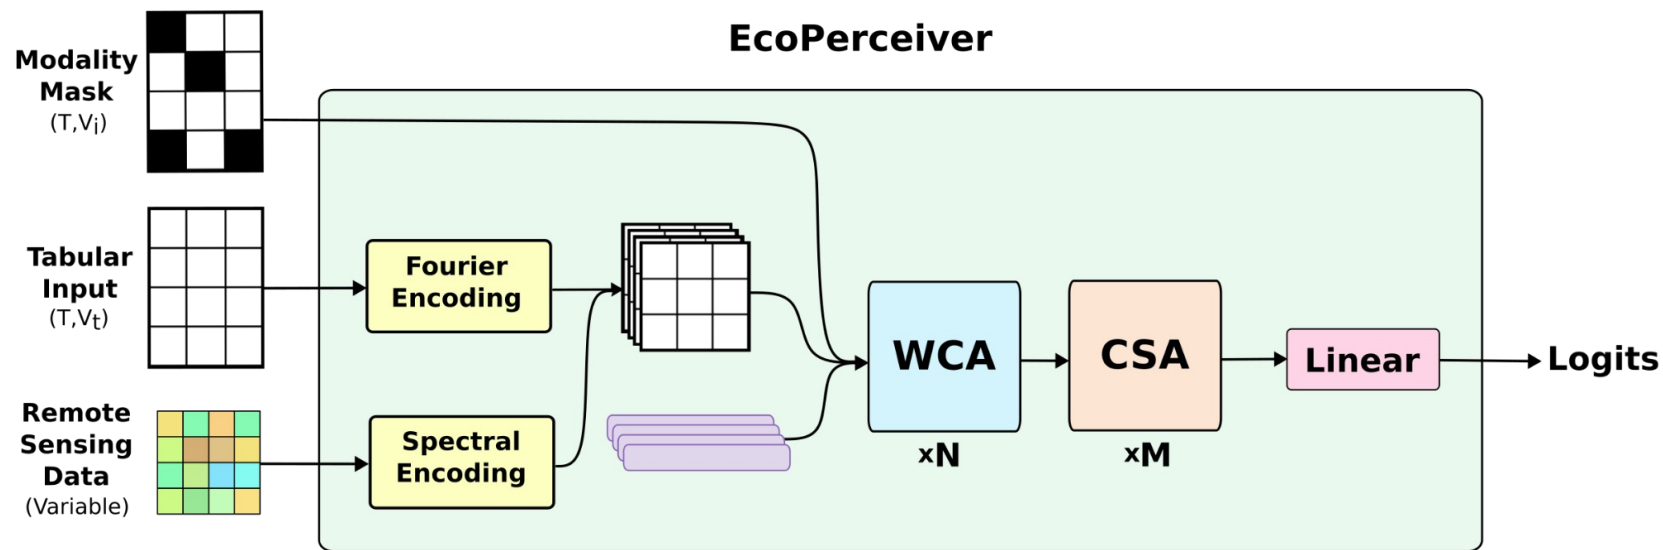 EcoPerceiver
Modality
Mask
(T,Vi)
Tabular
Input
(T,Vt)
Remote
Sensing
Data
(Variable)
Fourier
Encoding
Spectral
Encoding
WCA
xN
CSA
xM
Linear
Logits